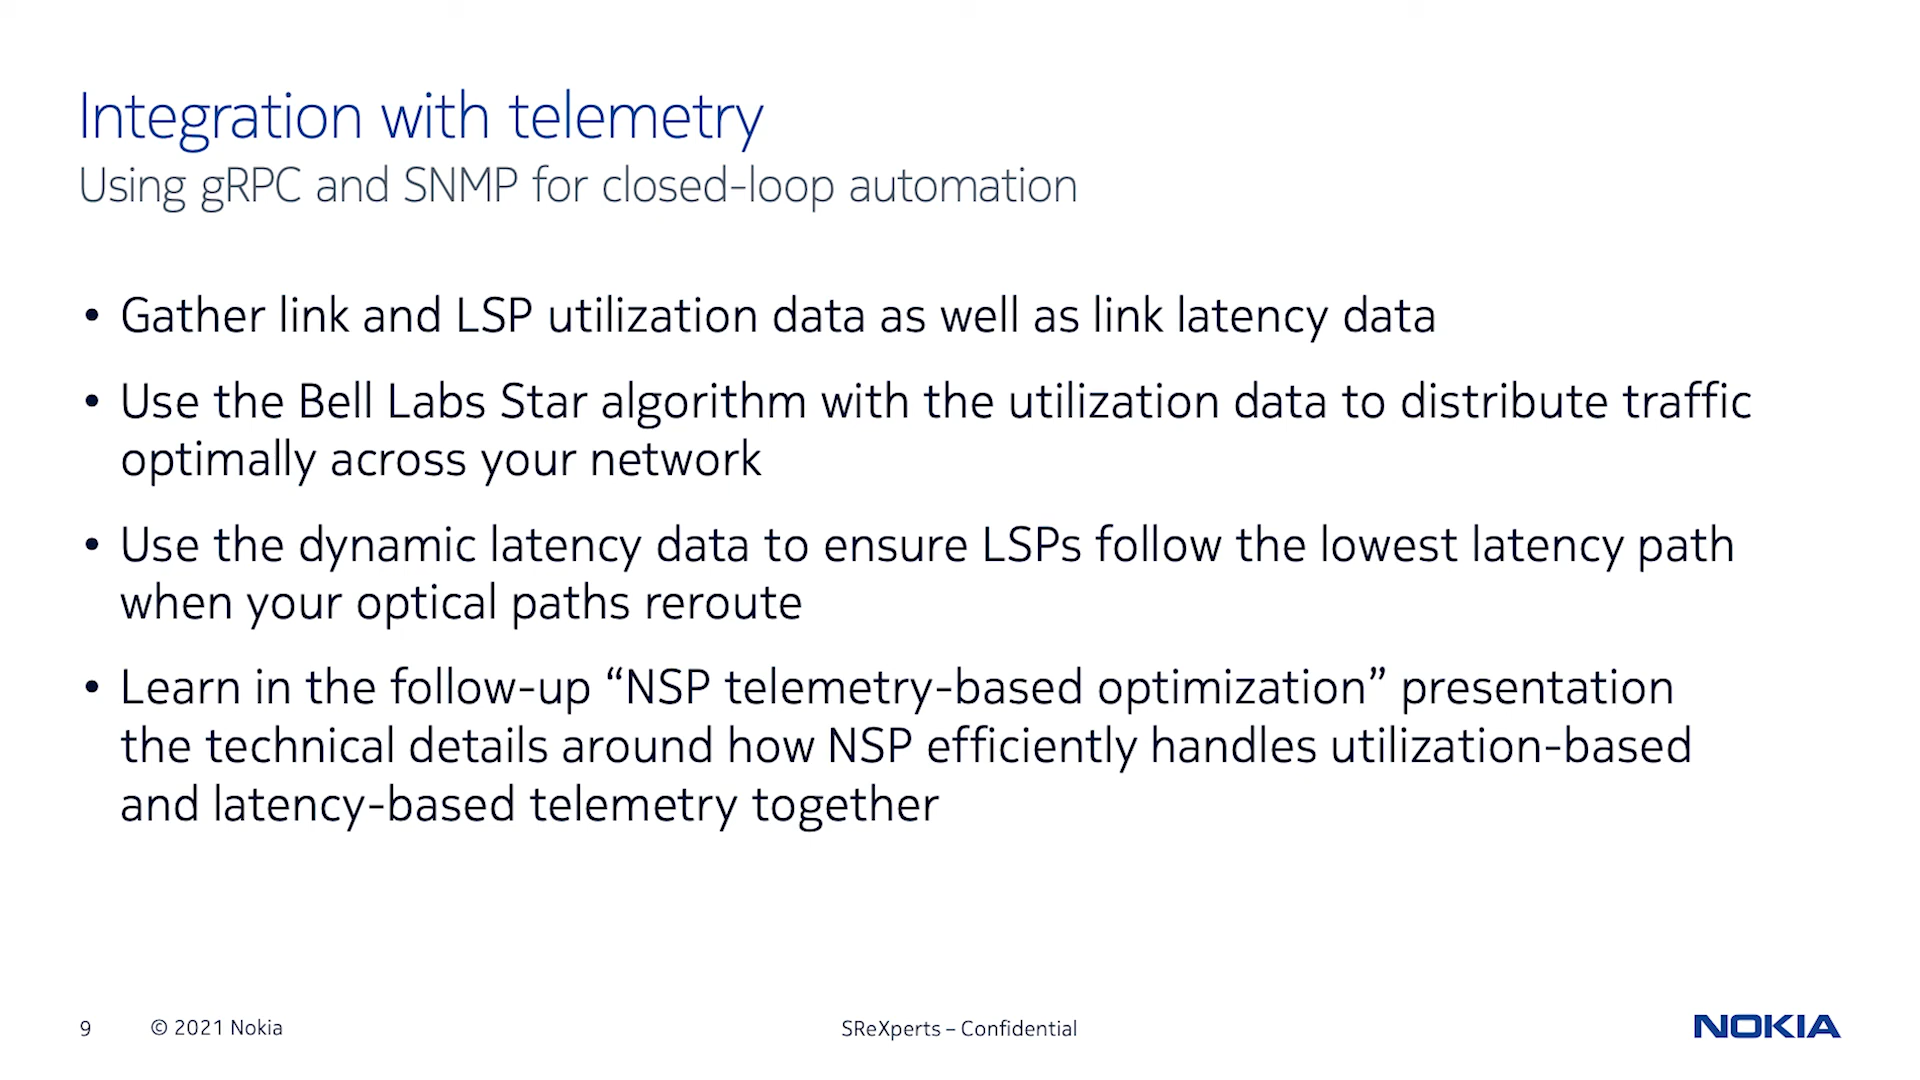 Integration with telemetry
Using gRPC and SNMP for closed-loop automation
• Gather link and LSP utilization data as well as link latency data
• Use the Bell Labs Star algorithm with the utilization data to distribute traffic
optimally across your network
• Use the dynamic latency data to ensure LSPs follow the lowest latency path
when your optical paths reroute
• Learn in the follow-up “NSP telemetry-based optimization” presentation
the technical details around how NSP efficiently handles utilization-based
and latency-based telemetry together
9 © 2021 Nokia SReXperts – Confidential NOKIA